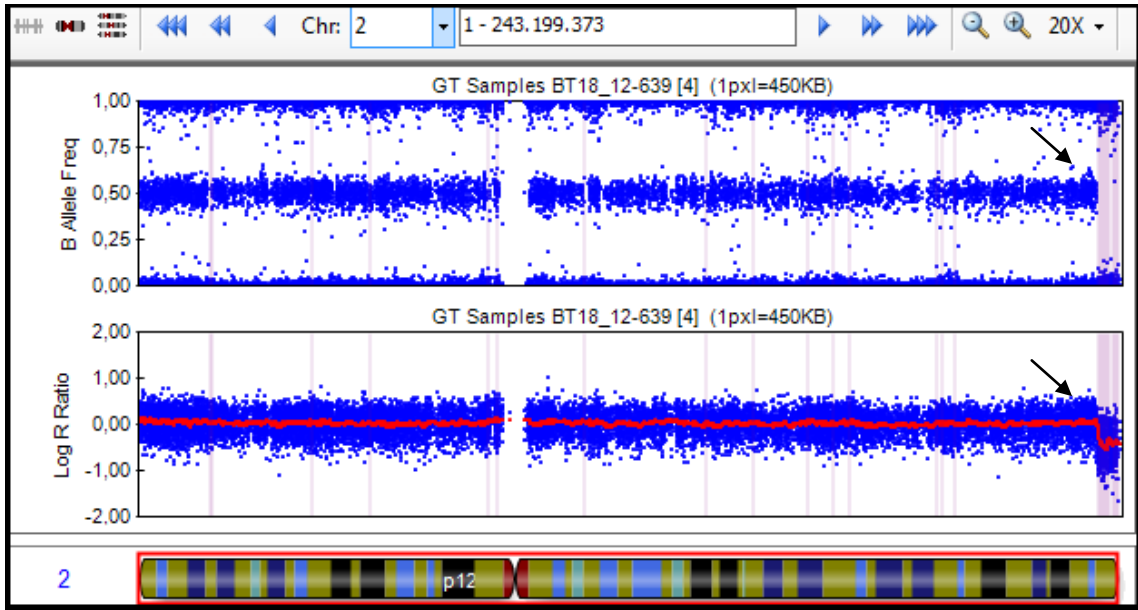 Chr: 2 1 - 243.199.373 20X
GT Samples BT18_12-639 [4] (1pxl=450KB)
B Allele Freq
1,00
0,75
0,50
0,25
0,00
GT Samples BT18_12-639 [4] (1pxl=450KB)
Log R Ratio
2,00
1,00
0,00
-1,00
-2,00
2 p12